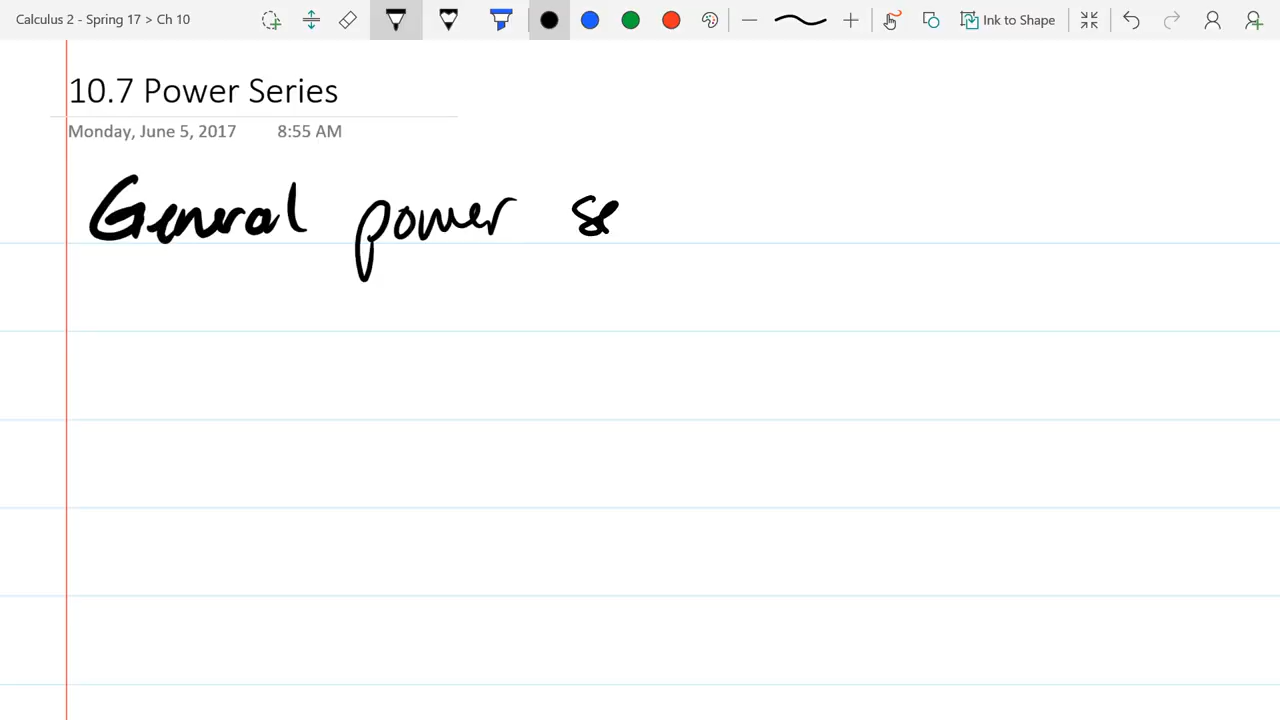 Calculus 2 - Spring 17 > Ch 10 Ink to Shape
10.7 Power Series
Monday, June 5, 2017 8:55 AM
General power se